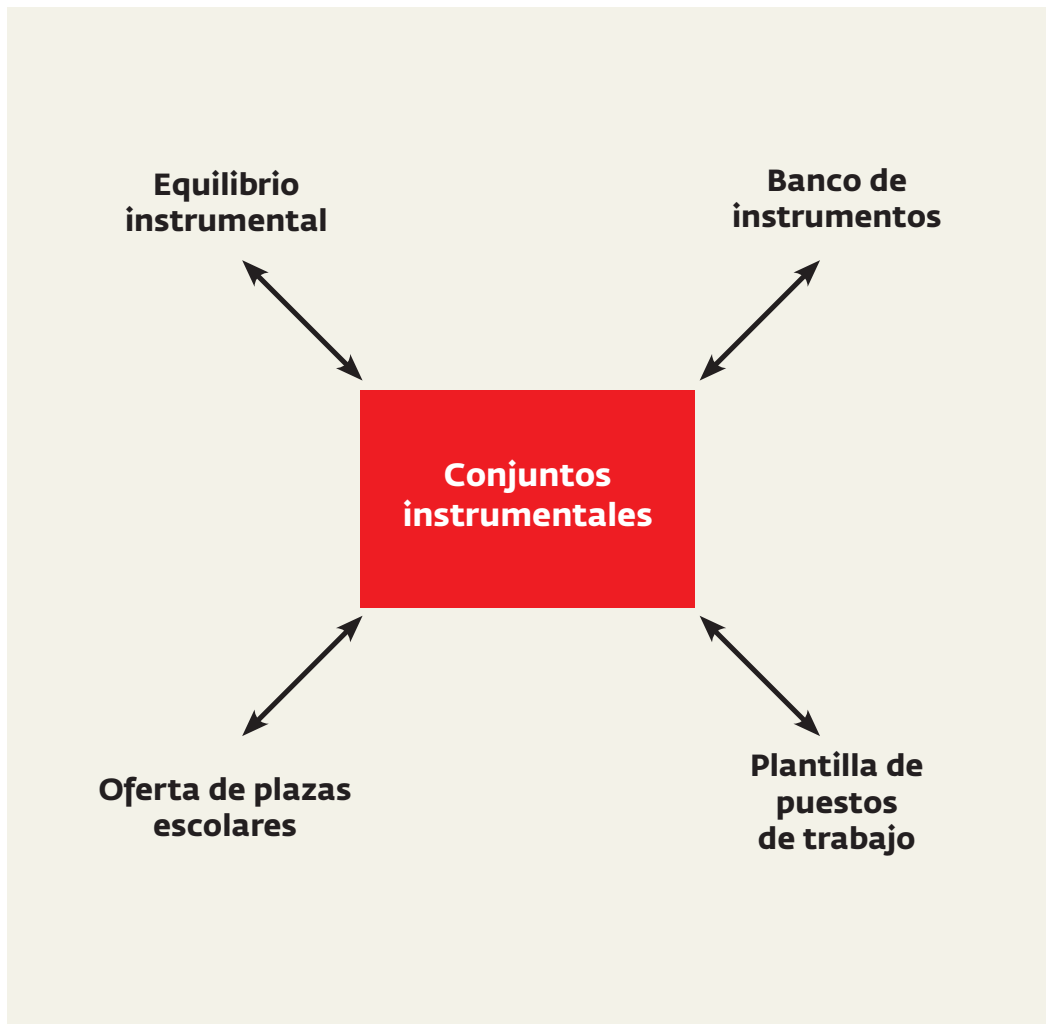 Equilibrio
instrumental
Banco de
instrumentos
Conjuntos
instrumentales
Oferta de plazas
escolares
Plantilla de
puestos
de trabajo